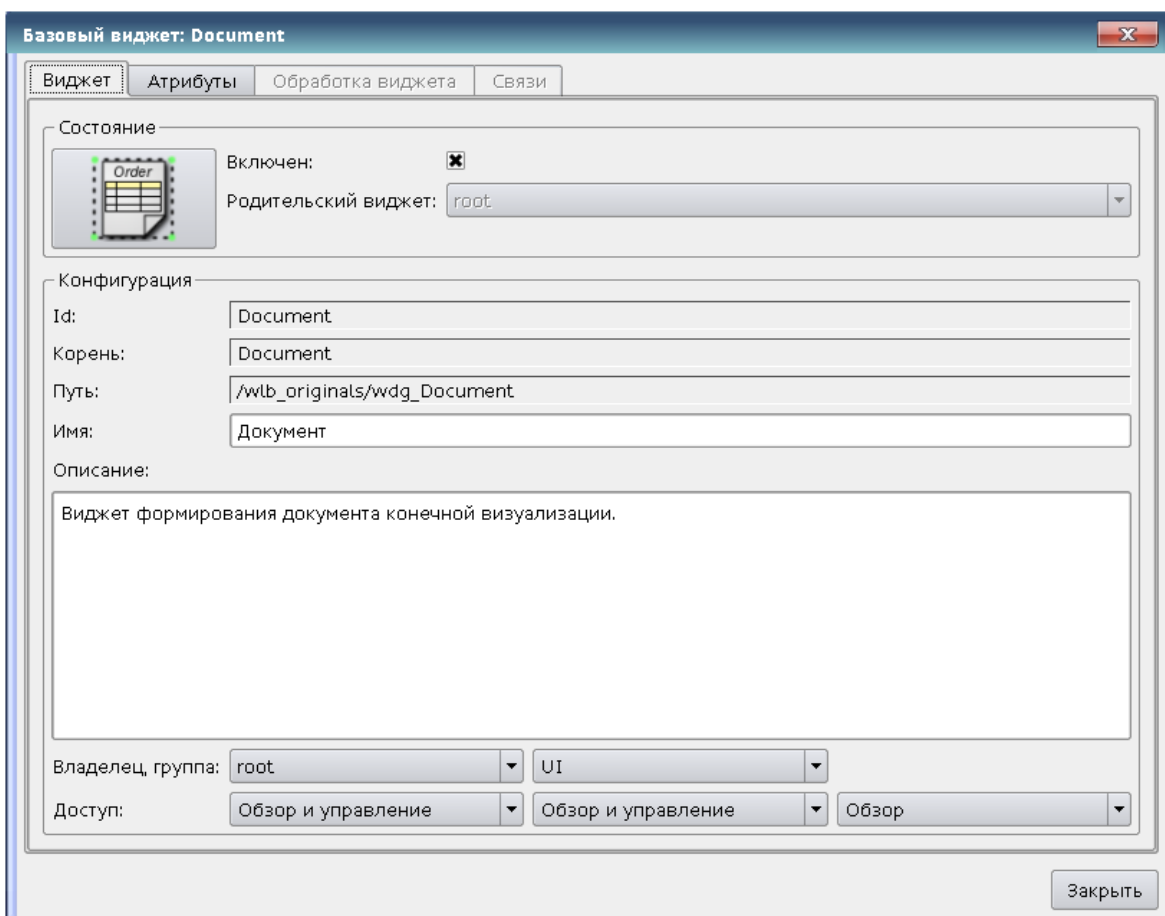 Базовый виджет: Document
Виджет Атрибуты Обработка виджета Связи
Состояние
Order
Включен:
Родительский виджет: root
Конфигурация
Id: Document
Корень: Document
Путь: /wlb_originals/wdg_Document
Имя: Документ
Описание:
Виджет формирования документа конечной визуализации.
Владелец, группа: root UI
Доступ: Обзор и управление Обзор и управление Обзор
Закрыть